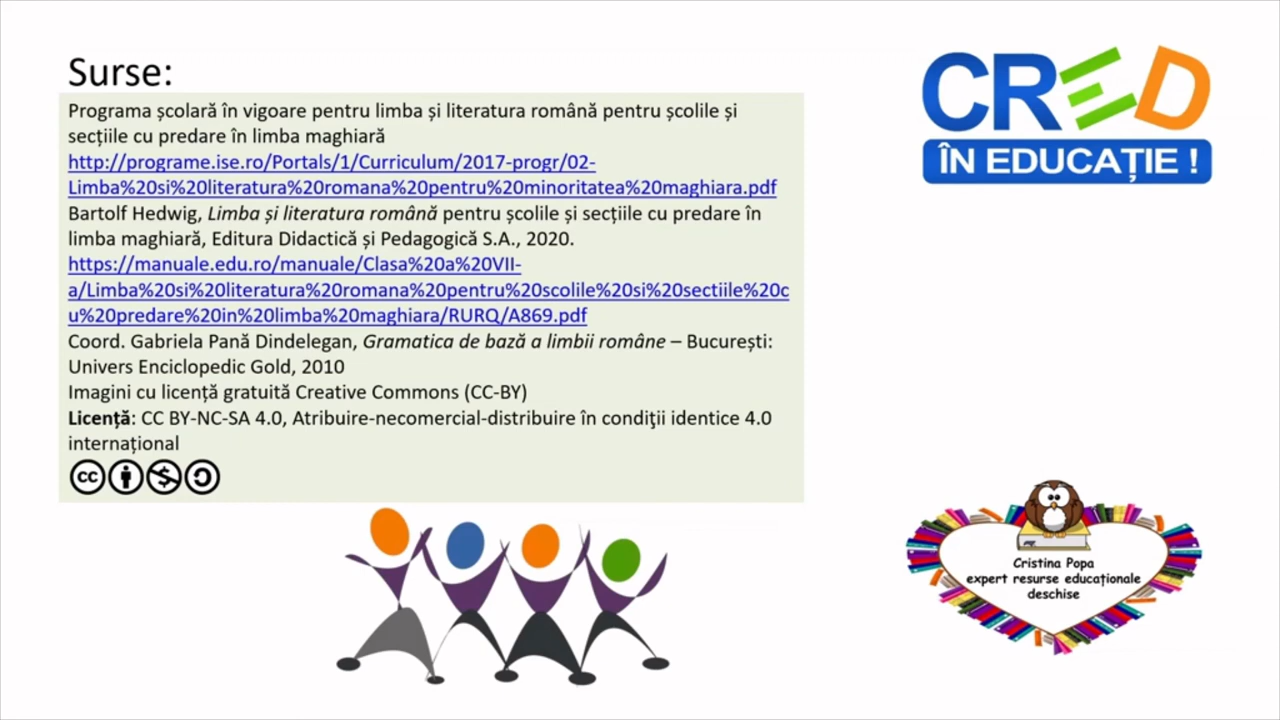 Surse:
Programa școlară în vigoare pentru limba și literatura română pentru școlile și
secțiile cu predare în limba maghiară
http://programe.ise.ro/Portals/1/Curriculum/2017-progr/02-
Limba%20si%20literatura%20romana%20pentru%20minoritatea%20maghiara.pdf
Bartolf Hedwig, Limba și literatura română pentru școlile și secțiile cu predare în
limba maghiară, Editura Didactică și Pedagogică S.A., 2020.
https://manuale.edu.ro/manuale/Clasa%20a%20VII-
a/Limba%20si%20literatura%20romana%20pentru%20scolile%20si%20sectiile%20c
u%20predare%20in%20limba%20maghiara/RURQ/A869.pdf
Coord. Gabriela Pană Dindelegan, Gramatica de bază a limbii române – București:
Univers Enciclopedic Gold, 2010
Imagini cu licență gratuită Creative Commons (CC-BY)
Licență: CC BY-NC-SA 4.0, Atribuire-necomercial-distribuire în condiţii identice 4.0
internațional
cc
CRED
ÎN EDUCAȚIE !
Cristina Popa
expert resurse educaționale
deschise